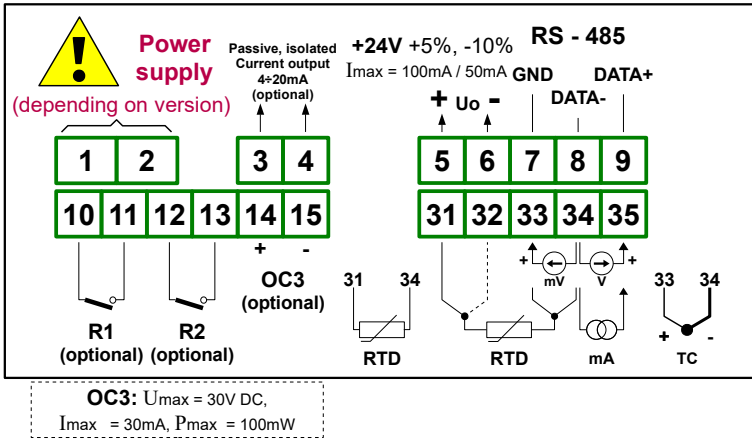 Power
supply
(depending on version)
Passive, isolated
Current output
4÷20mA
(optional)
+24V +5%, -10%
Imax = 100mA / 50mA
+ Uo -
RS - 485
GND
DATA-
DATA+
1 2 3 4 5 6 7 8 9
10 11 12 13 14 15 31 32 33 34 35
+ -
OC3
(optional)
R1
(optional)
R2
(optional)
31 34
RTD
+ mV
V +
RTD
mA
33 34
+ -
TC
OC3: Umax = 30V DC,
Imax = 30mA, Pmax = 100mW